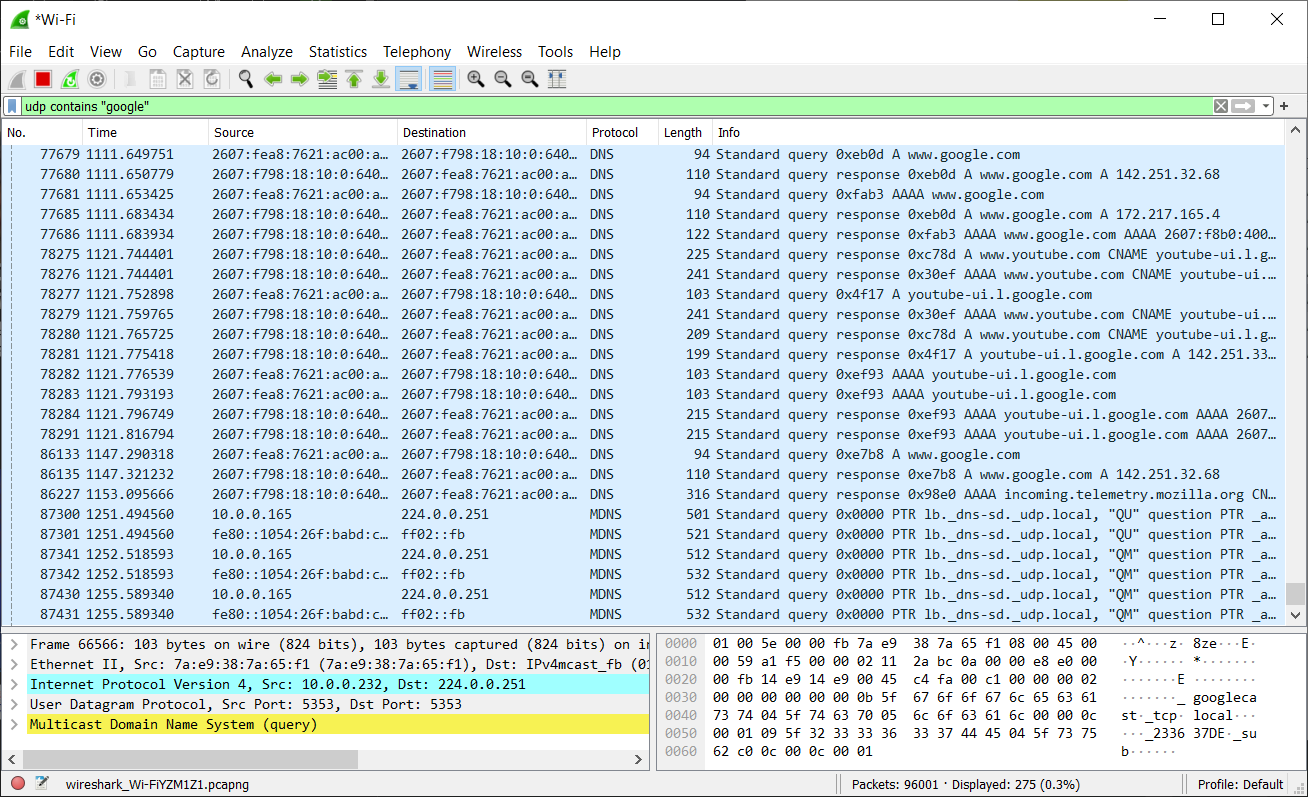 *Wi-Fi
File Edit View Go Capture Analyze Statistics Telephony Wireless Tools Help
udp contains "google"
No. Time Source Destination Protocol Length Info
77679 1111.649751 2607:fea8:7621:ac00:a… 2607:f798:18:10:0:640… DNS 94 Standard query 0xeb0d A www.google.com
77680 1111.650779 2607:f798:18:10:0:640… 2607:fea8:7621:ac00:a… DNS 110 Standard query response 0xeb0d A www.google.com A 142.251.32.68
77681 1111.653425 2607:fea8:7621:ac00:a… 2607:f798:18:10:0:640… DNS 94 Standard query 0xfab3 AAAA www.google.com
77685 1111.683434 2607:f798:18:10:0:640… 2607:fea8:7621:ac00:a… DNS 110 Standard query response 0xeb0d A www.google.com A 172.217.165.4
77686 1111.683934 2607:f798:18:10:0:640… 2607:fea8:7621:ac00:a… DNS 122 Standard query response 0xfab3 AAAA www.google.com AAAA 2607:f8b0:400…
78275 1121.744401 2607:f798:18:10:0:640… 2607:fea8:7621:ac00:a… DNS 225 Standard query response 0xc78d A www.youtube.com CNAME youtube-ui.l.g…
78276 1121.744401 2607:f798:18:10:0:640… 2607:fea8:7621:ac00:a… DNS 241 Standard query response 0x30ef AAAA www.youtube.com CNAME youtube-ui.…
78277 1121.752898 2607:fea8:7621:ac00:a… 2607:f798:18:10:0:640… DNS 103 Standard query 0x4f17 A youtube-ui.l.google.com
78279 1121.759765 2607:f798:18:10:0:640… 2607:fea8:7621:ac00:a… DNS 241 Standard query response 0x30ef AAAA www.youtube.com CNAME youtube-ui.…
78280 1121.765725 2607:f798:18:10:0:640… 2607:fea8:7621:ac00:a… DNS 209 Standard query response 0xc78d A www.youtube.com CNAME youtube-ui.l.g…
78281 1121.775418 2607:f798:18:10:0:640… 2607:fea8:7621:ac00:a… DNS 199 Standard query response 0x4f17 A youtube-ui.l.google.com A 142.251.33…
78282 1121.776539 2607:fea8:7621:ac00:a… 2607:f798:18:10:0:640… DNS 103 Standard query 0xef93 AAAA youtube-ui.l.google.com
78283 1121.793193 2607:fea8:7621:ac00:a… 2607:f798:18:10:0:640… DNS 103 Standard query 0xef93 AAAA youtube-ui.l.google.com
78284 1121.796749 2607:f798:18:10:0:640… 2607:fea8:7621:ac00:a… DNS 215 Standard query response 0xef93 AAAA youtube-ui.l.google.com AAAA 2607…
78291 1121.816794 2607:f798:18:10:0:640… 2607:fea8:7621:ac00:a… DNS 215 Standard query response 0xef93 AAAA youtube-ui.l.google.com AAAA 2607…
86133 1147.290318 2607:fea8:7621:ac00:a… 2607:f798:18:10:0:640… DNS 94 Standard query 0xe7b8 A www.google.com
86135 1147.321232 2607:f798:18:10:0:640… 2607:fea8:7621:ac00:a… DNS 110 Standard query response 0xe7b8 A www.google.com A 142.251.32.68
86227 1153.095666 2607:f798:18:10:0:640… 2607:fea8:7621:ac00:a… DNS 316 Standard query response 0x98e0 AAAA incoming.telemetry.mozilla.org CN…
87300 1251.494560 10.0.0.165 224.0.0.251 MDNS 501 Standard query 0x0000 PTR lb._dns-sd._udp.local, "QU" question PTR _a…
87301 1251.494560 fe80::1054:26f:babd:c… ff02::fb MDNS 521 Standard query 0x0000 PTR lb._dns-sd._udp.local, "QU" question PTR _a…
87341 1252.518593 10.0.0.165 224.0.0.251 MDNS 512 Standard query 0x0000 PTR lb._dns-sd._udp.local, "QM" question PTR _a…
87342 1252.518593 fe80::1054:26f:babd:c… ff02::fb MDNS 532 Standard query 0x0000 PTR lb._dns-sd._udp.local, "QM" question PTR _a…
87430 1255.589340 10.0.0.165 224.0.0.251 MDNS 512 Standard query 0x0000 PTR lb._dns-sd._udp.local, "QM" question PTR _a…
87431 1255.589340 fe80::1054:26f:babd:c… ff02::fb MDNS 532 Standard query 0x0000 PTR lb._dns-sd._udp.local, "QM" question PTR _a…
Frame 66566: 103 bytes on wire (824 bits), 103 bytes captured (824 bits) on in
Ethernet II, Src: 7a:e9:38:7a:65:f1 (7a:e9:38:7a:65:f1), Dst: IPv4mcast_fb (01
Internet Protocol Version 4, Src: 10.0.0.232, Dst: 224.0.0.251
User Datagram Protocol, Src Port: 5353, Dst Port: 5353
Multicast Domain Name System (query)
0000 01 00 5e 00 00 fb 7a e9 38 7a 65 f1 08 00 45 00 ··^···z· 8ze···E·
0010 00 59 a1 f5 00 00 02 11 2a bc 0a 00 00 e8 e0 00 ·Y······ *·······
0020 00 fb 14 e9 14 e9 00 45 c4 fa 00 c1 00 00 00 02 ·······E ········
0030 00 00 00 00 00 00 0b 5f 67 6f 6f 67 6c 65 63 61 ·······_ googleca
0040 73 74 04 5f 74 63 70 05 6c 6f 63 61 6c 00 00 0c st·_tcp· local···
0050 00 01 09 5f 32 33 33 36 33 37 44 45 04 5f 73 75 ···_2336 37DE·_su
0060 62 c0 0c 00 0c 00 01 b······
wireshark_Wi-FiYZM1Z1.pcapng
Packets: 96001 · Displayed: 275 (0.3%)
Profile: Default